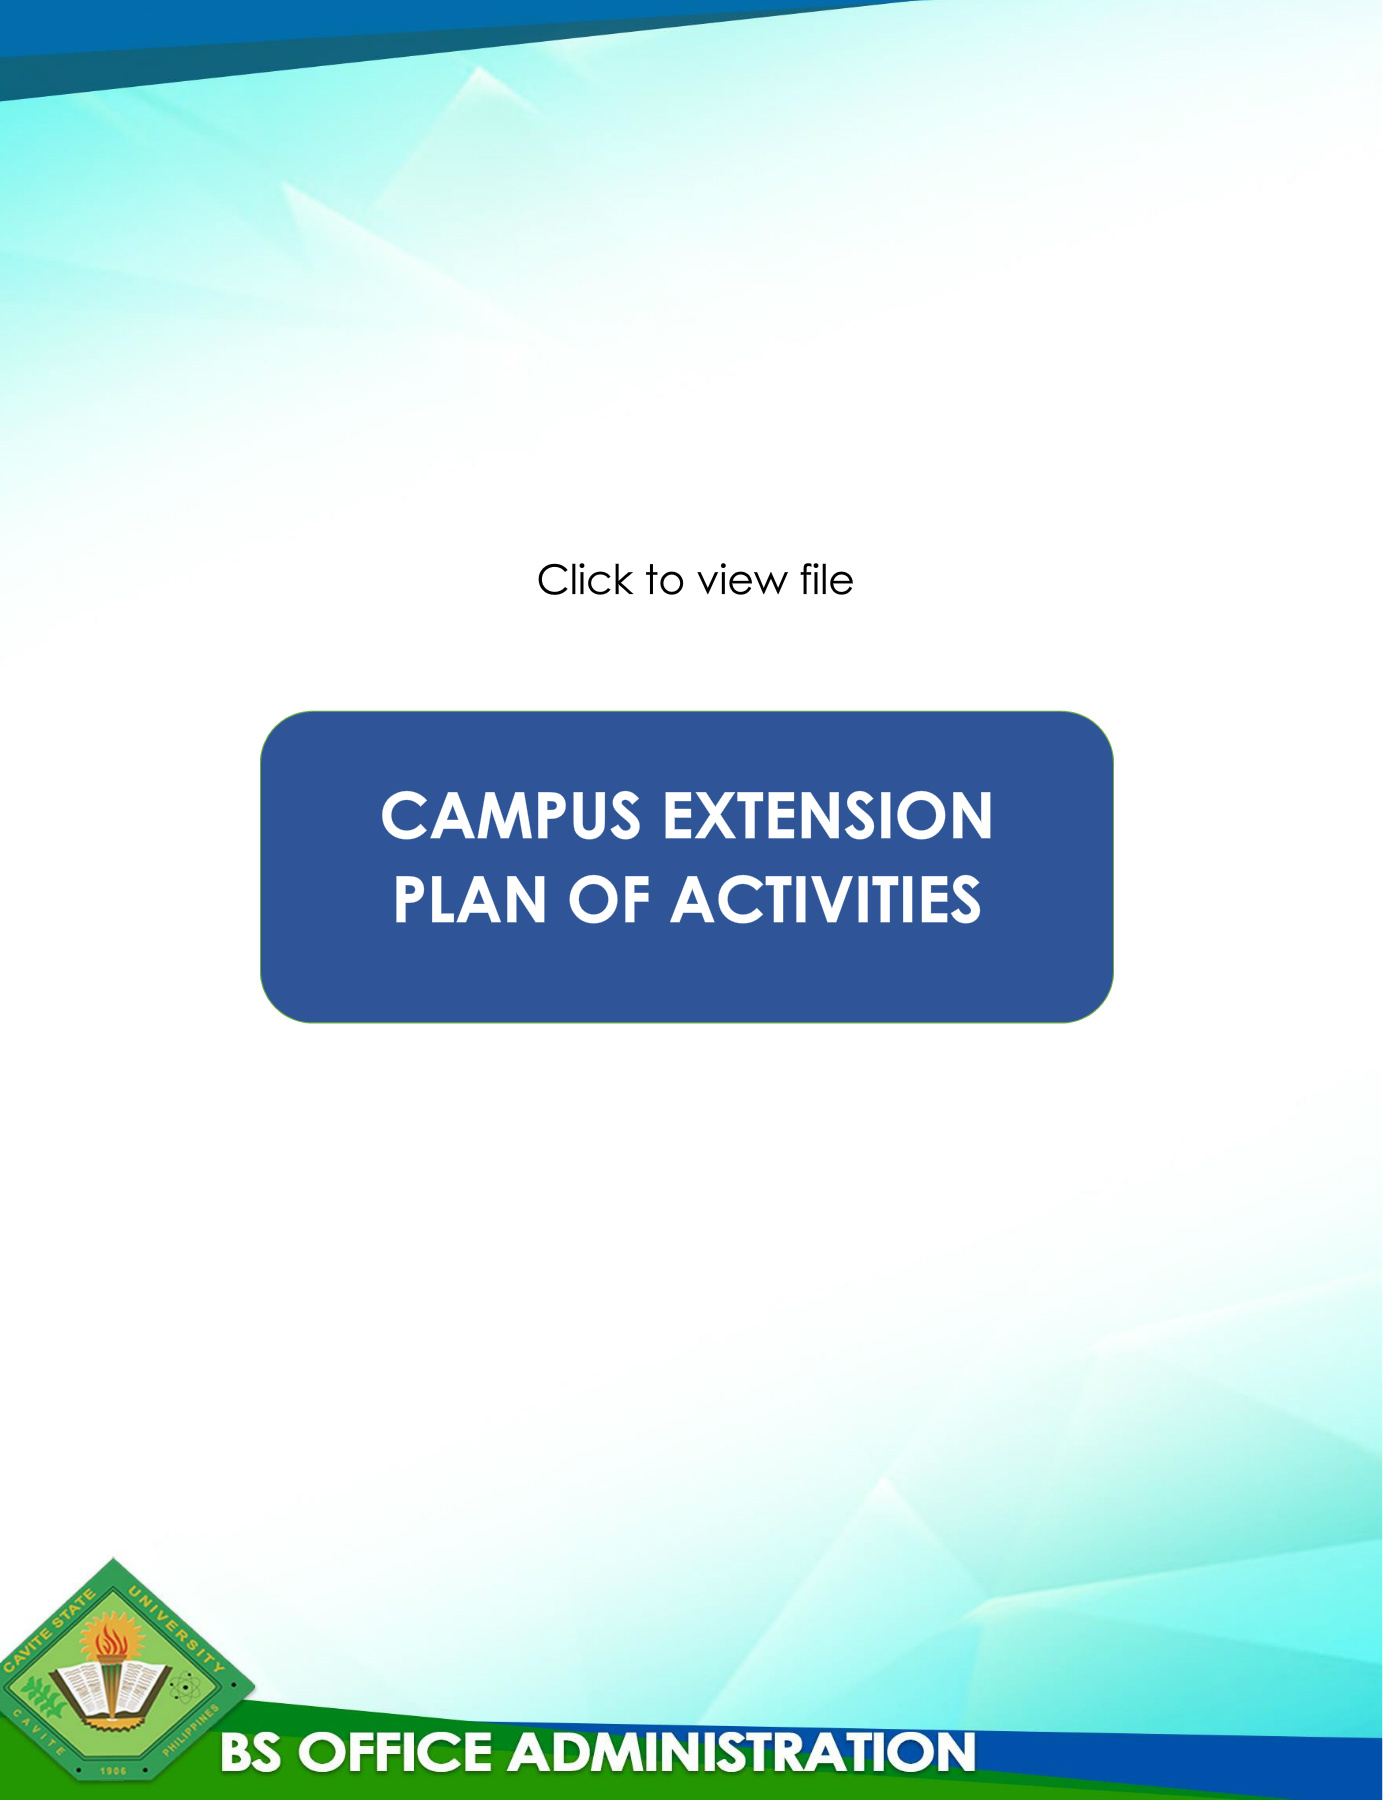 Click to view file
CAMPUS EXTENSION
PLAN OF ACTIVITIES
CAVITE STATE UNIVERSITY
CAVITE PHILIPPINES
1906
BS OFFICE ADMINISTRATION